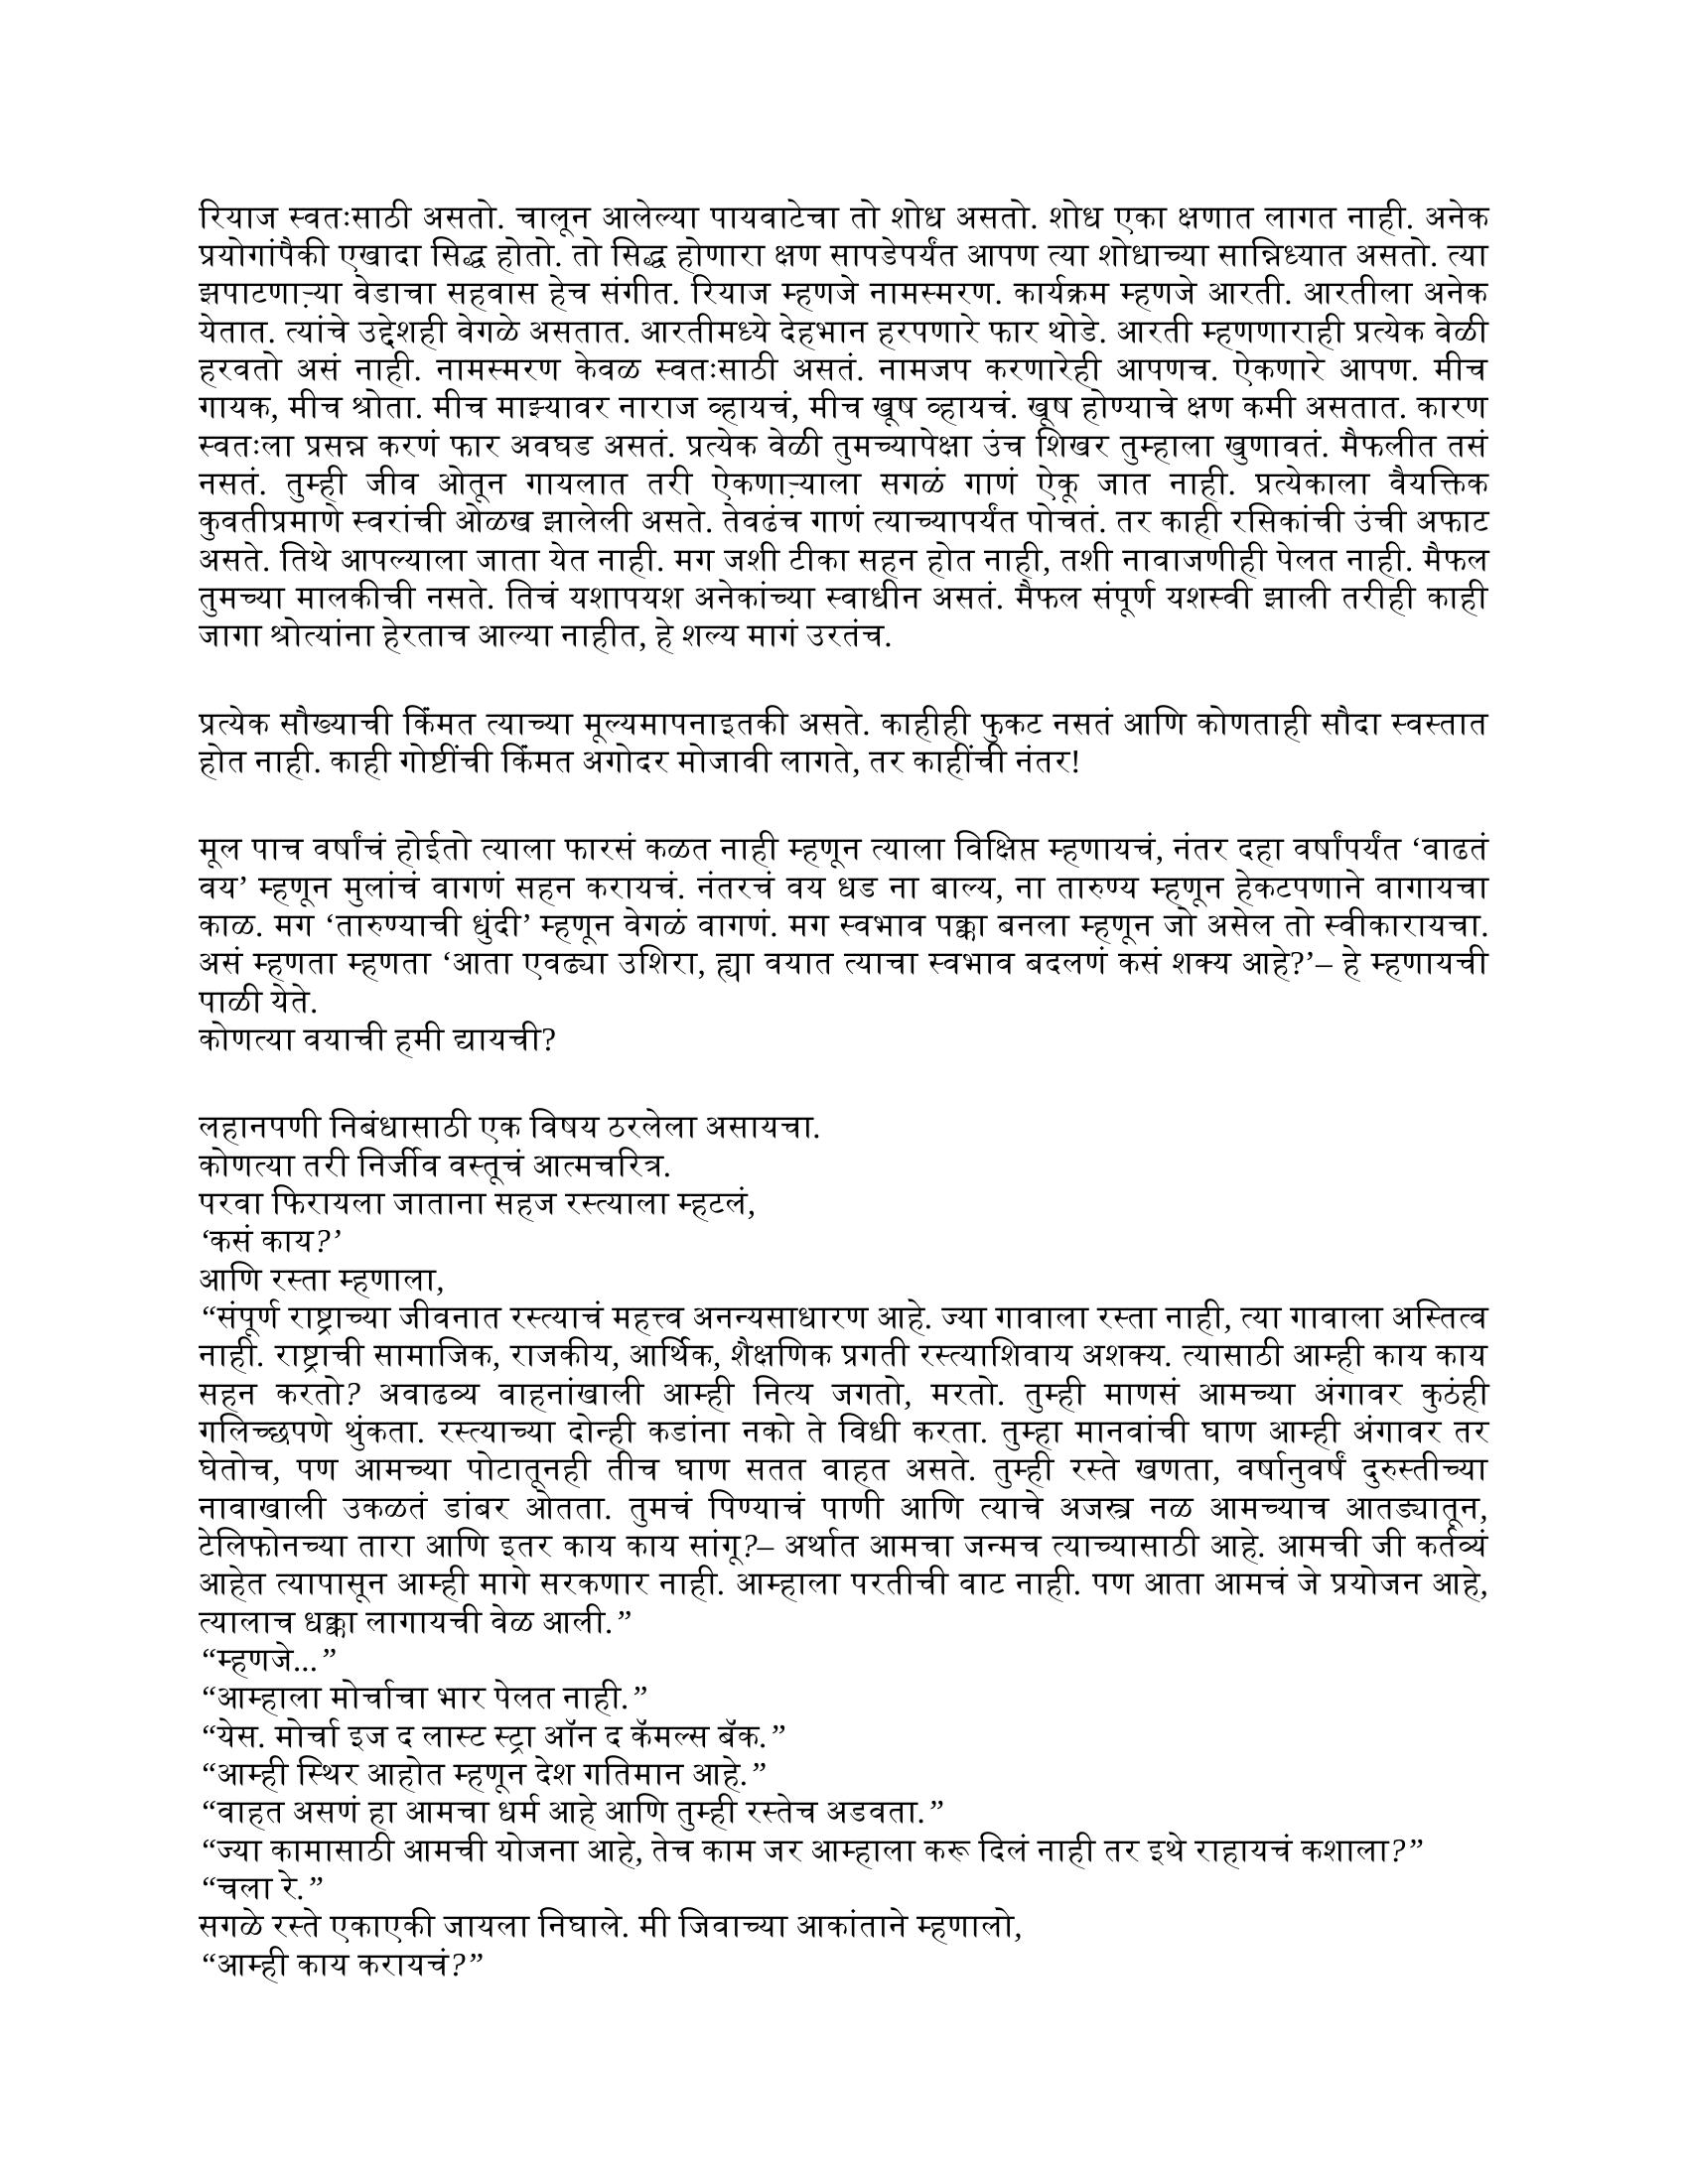 रियाज स्वतःसाठी असतो. चालून आलेल्या पायवाटेचा तो शोध असतो. शोध एका क्षणात लागत नाही. अनेक
प्रयोगांपैकी एखादा सिद्ध होतो. तो सिद्ध होणारा क्षण सापडेपर्यंत आपण त्या शोधाच्या सान्निध्यात असतो. त्या
झपाटणाऱ्या वेडाचा सहवास हेच संगीत. रियाज म्हणजे नामस्मरण. कार्यक्रम म्हणजे आरती. आरतीला अनेक
येतात. त्यांचे उद्देशही वेगळे असतात. आरतीमध्ये देहभान हरपणारे फार थोडे. आरती म्हणणाराही प्रत्येक वेळी
हरवतो असं नाही. नामस्मरण केवळ स्वतःसाठी असतं. नामजप करणारेही आपणच. ऐकणारे आपण. मीच
गायक, मीच श्रोता. मीच माझ्यावर नाराज व्हायचं, मीच खूष व्हायचं. खूष होण्याचे क्षण कमी असतात. कारण
स्वतःला प्रसन्न करणं फार अवघड असतं. प्रत्येक वेळी तुमच्यापेक्षा उंच शिखर तुम्हाला खुणावतं. मैफलीत तसं
नसतं. तुम्ही जीव ओतून गायलात तरी ऐकणाऱ्याला सगळं गाणं ऐकू जात नाही. प्रत्येकाला वैयक्तिक
कुवतीप्रमाणे स्वरांची ओळख झालेली असते. तेवढंच गाणं त्याच्यापर्यंत पोचतं. तर काही रसिकांची उंची अफाट
असते. तिथे आपल्याला जाता येत नाही. मग जशी टीका सहन होत नाही, तशी नावाजणीही पेलत नाही. मैफल
तुमच्या मालकीची नसते. तिचं यशापयश अनेकांच्या स्वाधीन असतं. मैफल संपूर्ण यशस्वी झाली तरीही काही
जागा श्रोत्यांना हेरताच आल्या नाहीत, हे शल्य मागं उरतंच.
प्रत्येक सौख्याची किंमत त्याच्या मूल्यमापनाइतकी असते. काहीही फुकट नसतं आणि कोणताही सौदा स्वस्तात
होत नाही. काही गोष्टींची किंमत अगोदर मोजावी लागते, तर काहींची नंतर!
मूल पाच वर्षांचं होईतो त्याला फारसं कळत नाही म्हणून त्याला विक्षिप्त म्हणायचं, नंतर दहा वर्षांपर्यंत ‘वाढतं
वय’ म्हणून मुलांचं वागणं सहन करायचं. नंतरचं वय धड ना बाल्य, ना तारुण्य म्हणून हेकटपणाने वागायचा
काळ. मग ‘तारुण्याची धुंदी’ म्हणून वेगळं वागणं. मग स्वभाव पक्का बनला म्हणून जो असेल तो स्वीकारायचा.
असं म्हणता म्हणता ‘आता एवढ्या उशिरा, ह्या वयात त्याचा स्वभाव बदलणं कसं शक्य आहे?’– हे म्हणायची
पाळी येते.
कोणत्या वयाची हमी द्यायची?
लहानपणी निबंधासाठी एक विषय ठरलेला असायचा.
कोणत्या तरी निर्जीव वस्तूचं आत्मचरित्र.
परवा फिरायला जाताना सहज रस्त्याला म्हटलं,
‘कसं काय?’
आणि रस्ता म्हणाला,
“संपूर्ण राष्ट्राच्या जीवनात रस्त्याचं महत्त्व अनन्यसाधारण आहे. ज्या गावाला रस्ता नाही, त्या गावाला अस्तित्व
नाही. राष्ट्राची सामाजिक, राजकीय, आर्थिक, शैक्षणिक प्रगती रस्त्याशिवाय अशक्य. त्यासाठी आम्ही काय काय
सहन करतो? अवाढव्य वाहनांखाली आम्ही नित्य जगतो, मरतो. तुम्ही माणसं आमच्या अंगावर कुठंही
गलिच्छपणे थुंकता. रस्त्याच्या दोन्ही कडांना नको ते विधी करता. तुम्हा मानवांची घाण आम्ही अंगावर तर
घेतोच, पण आमच्या पोटातूनही तीच घाण सतत वाहत असते. तुम्ही रस्ते खणता, वर्षानुवर्षं दुरुस्तीच्या
नावाखाली उकळतं डांबर ओतता. तुमचं पिण्याचं पाणी आणि त्याचे अजस्त्र नळ आमच्याच आतड्यातून,
टेलिफोनच्या तारा आणि इतर काय काय सांगू?– अर्थात आमचा जन्मच त्याच्यासाठी आहे. आमची जी कर्तव्यं
आहेत त्यापासून आम्ही मागे सरकणार नाही. आम्हाला परतीची वाट नाही. पण आता आमचं जे प्रयोजन आहे,
त्यालाच धक्का लागायची वेळ आली.”
“म्हणजे...”
“आम्हाला मोर्चाचा भार पेलत नाही.”
“येस. मोर्चा इज द लास्ट स्ट्रा ऑन द कॅमल्स बॅक.”
“आम्ही स्थिर आहोत म्हणून देश गतिमान आहे.”
“वाहत असणं हा आमचा धर्म आहे आणि तुम्ही रस्तेच अडवता.”
“ज्या कामासाठी आमची योजना आहे, तेच काम जर आम्हाला करू दिलं नाही तर इथे राहायचं कशाला?”
“चला रे.”
सगळे रस्ते एकाएकी जायला निघाले. मी जिवाच्या आकांताने म्हणालो,
“आम्ही काय करायचं?”